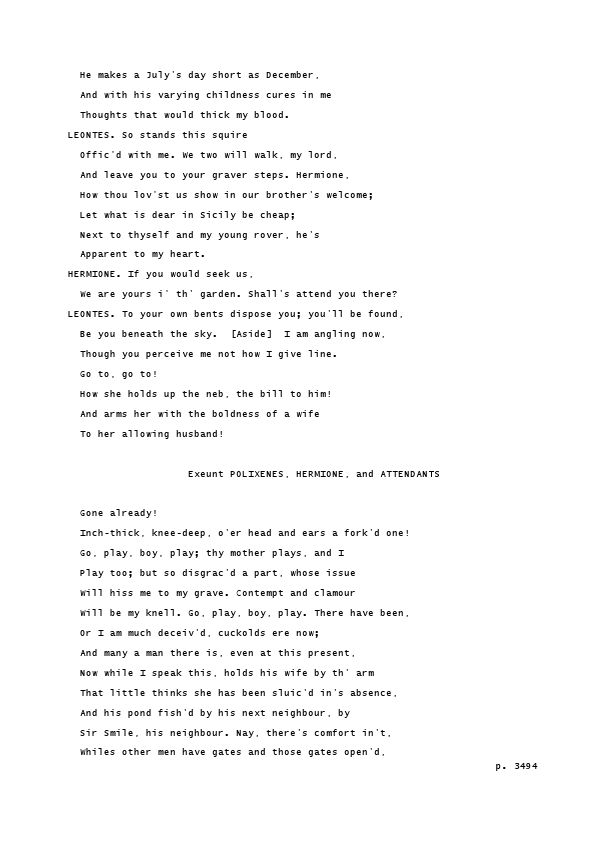 He makes a July's day short as December,
And with his varying childness cures in me
Thoughts that would thick my blood.
LEONTES. So stands this squire
Offic'd with me. We two will walk, my lord,
And leave you to your graver steps. Hermione,
How thou lov'st us show in our brother's welcome;
Let what is dear in Sicily be cheap;
Next to thyself and my young rover, he's
Apparent to my heart.
HERMIONE. If you would seek us,
We are yours i' th' garden. Shall's attend you there?
LEONTES. To your own bents dispose you; you'll be found,
Be you beneath the sky.  [Aside]  I am angling now,
Though you perceive me not how I give line.
Go to, go to!
How she holds up the neb, the bill to him!
And arms her with the boldness of a wife
To her allowing husband!
Exeunt POLIXENES, HERMIONE, and ATTENDANTS
Gone already!
Inch-thick, knee-deep, o'er head and ears a fork'd one!
Go, play, boy, play; thy mother plays, and I
Play too; but so disgrac'd a part, whose issue
Will hiss me to my grave. Contempt and clamour
Will be my knell. Go, play, boy, play. There have been,
Or I am much deceiv'd, cuckolds ere now;
And many a man there is, even at this present,
Now while I speak this, holds his wife by th' arm
That little thinks she has been sluic'd in's absence,
And his pond fish'd by his next neighbour, by
Sir Smile, his neighbour. Nay, there's comfort in't,
Whiles other men have gates and those gates open'd,
p. 3494